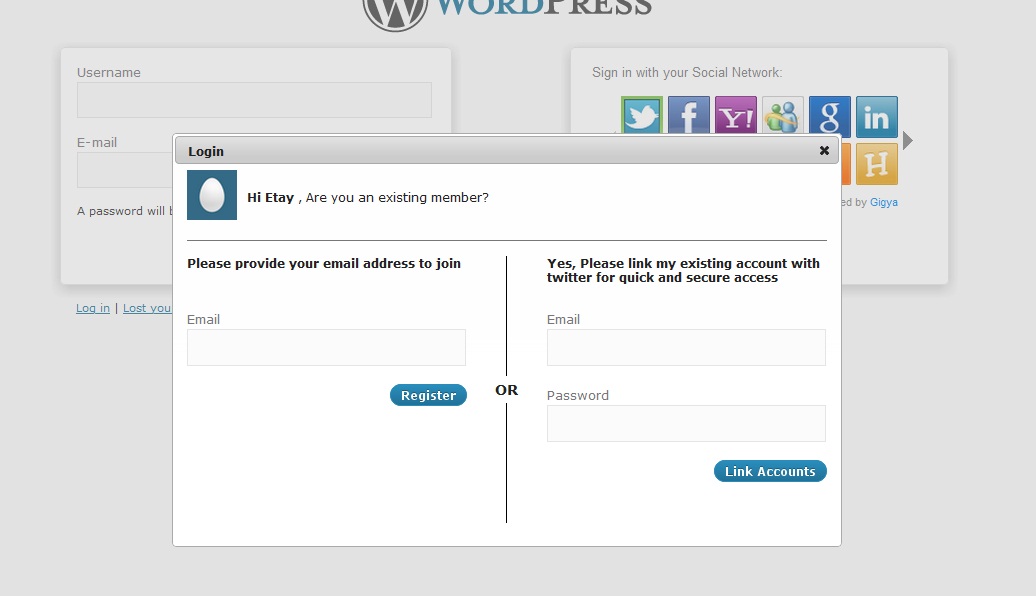 WORDPRESS
Username
Sign in with your Social Network:
E-mail
Login
A password will
Hi Etay , Are you an existing member?
ed by Gigya
Please provide your email address to join
Yes, Please link my existing account with
twitter for quick and secure access
Log in | Lost you
Email
Email
Register
OR
Password
Link Accounts